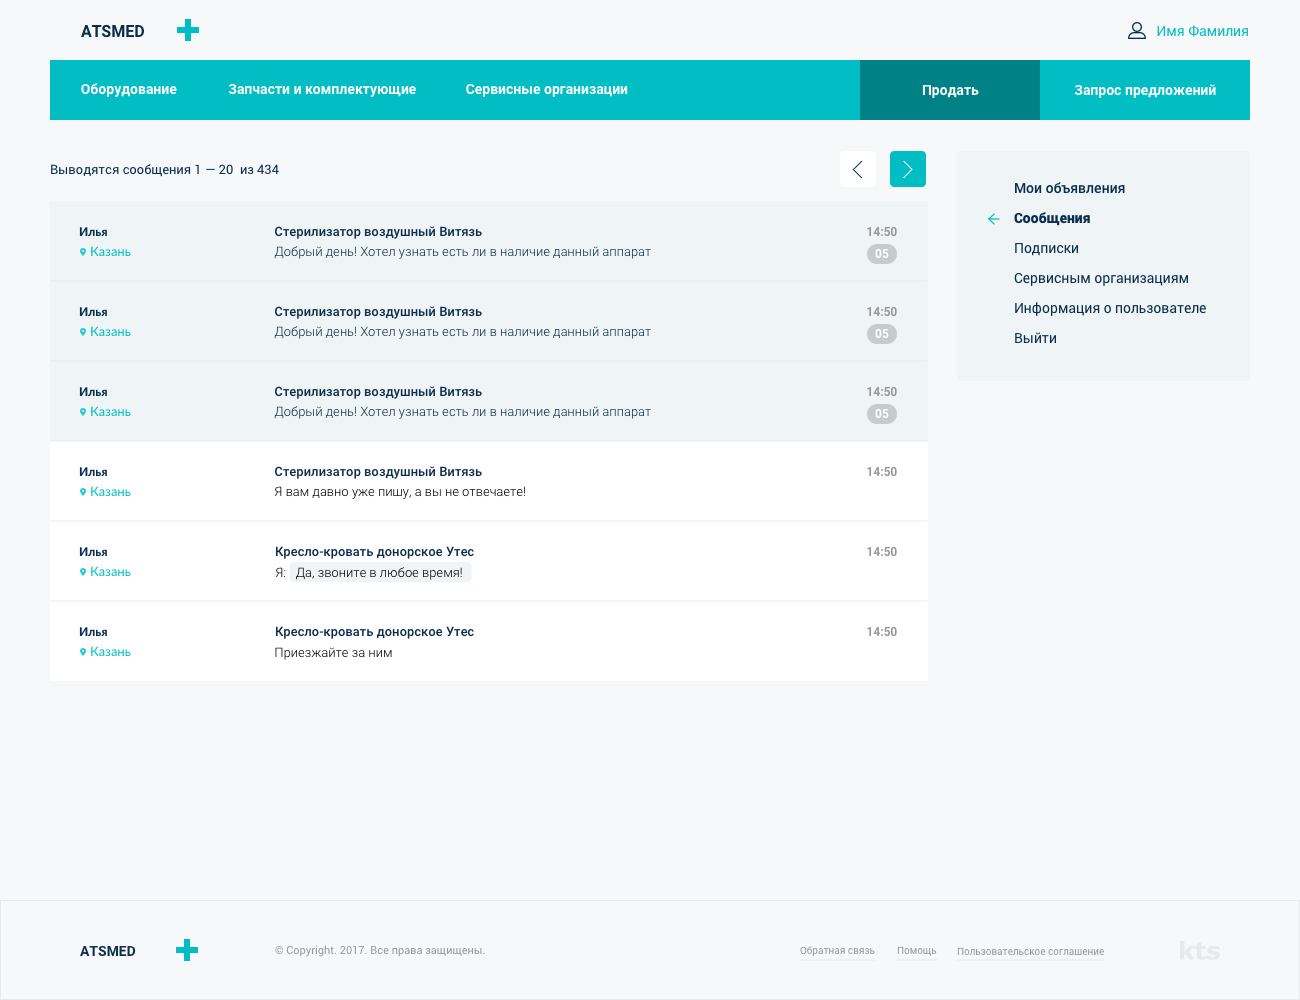 ATSMED
Имя Фамилия
Оборудование
Запчасти и комплектующие
Сервисные организации
Продать
Запрос предложений
Выводятся сообщения 1 — 20 из 434
Илья
Казань
Стерилизатор воздушный Витязь
Добрый день! Хотел узнать есть ли в наличие данный аппарат
14:50
05
Илья
Казань
Стерилизатор воздушный Витязь
Добрый день! Хотел узнать есть ли в наличие данный аппарат
14:50
05
Илья
Казань
Стерилизатор воздушный Витязь
Добрый день! Хотел узнать есть ли в наличие данный аппарат
14:50
05
Илья
Казань
Стерилизатор воздушный Витязь
Я вам давно уже пишу, а вы не отвечаете!
14:50
Илья
Казань
Кресло-кровать донорское Утес
Я: Да, звоните в любое время!
14:50
Илья
Казань
Кресло-кровать донорское Утес
Приезжайте за ним
14:50
Мои объявления
Сообщения
Подписки
Сервисным организациям
Информация о пользователе
Выйти
ATSMED
© Copyright. 2017. Все права защищены.
Обратная связь
Помощь
Пользовательское соглашение
kts